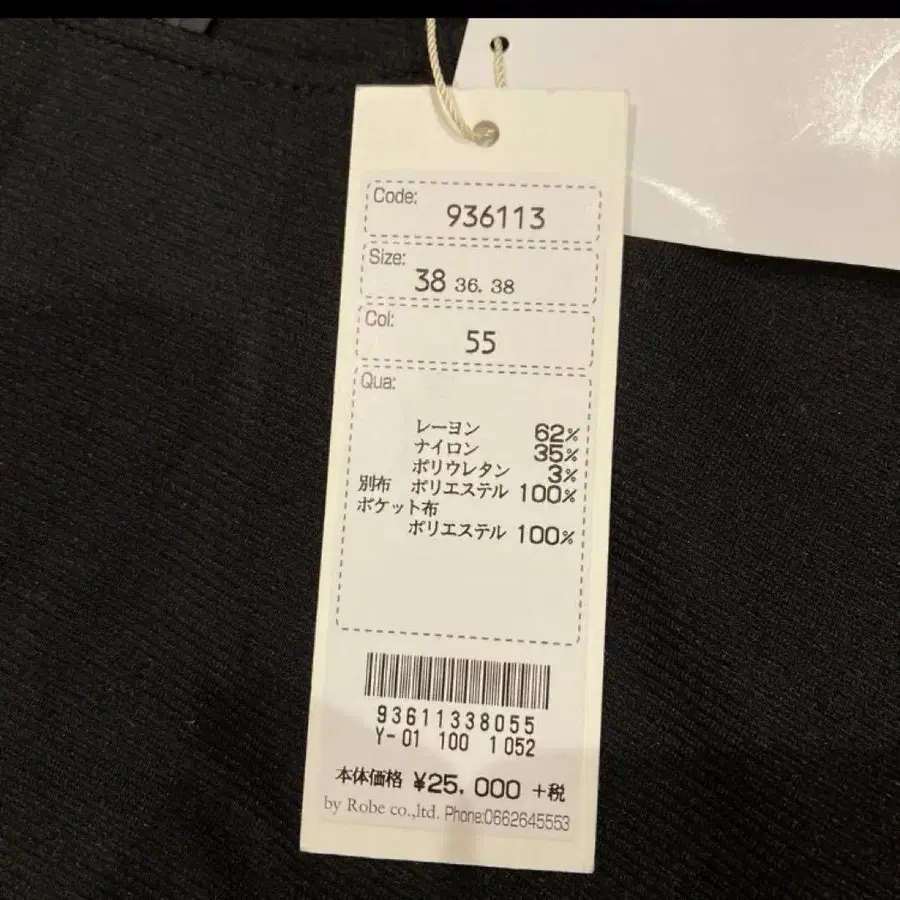 Code:
936113
Size:
38 36. 38
Col:
55
Qua:
レーヨン 62%
ナイロン 35%
ポリウレタン 3%
別布 ポリエステル 100%
ポケット布
ポリエステル 100%
93611338055
Y-01 100 1052
本体価格 ¥25,000 +税
by Robe co.,ltd. Phone:0662645553